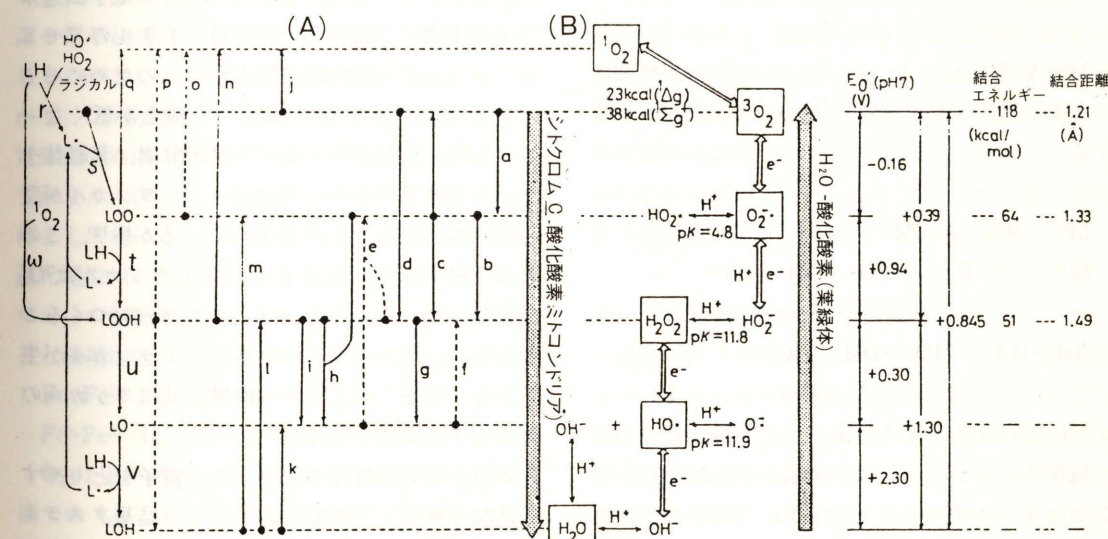 (A)
(B)
HO・
HO₂・
ラジカル
LH
r
L・
S
¹O₂
ω
LOO・
LH
t
L・
LOOH
u
LO・
LH
v
L・
LOH
q
p
o
n
j
a
m
e
d
c
b
l
i
h
g
f
k
シトクロム C 酸化酸素 ミトコンドリア)
¹O₂
23kcal(¹Δg)
38kcal(¹Σg⁺)
³O₂
e⁻
HO₂・ H⁺ O₂⁻・
pK=4.8
H⁺ e⁻
H₂O₂ H⁺ HO₂⁻
pK=11.8
e⁻
OH⁻ + HO・ H⁺ O⁻・
pK=11.9
H⁺
e⁻
H₂O H⁺ OH⁻
H₂O-酸化酸素(葉緑体)
E₀′(pH7)
(V)
結合
エネルギー
(kcal/
mol)
結合距離
(Å)
118 --- 1.21
-0.16
+0.39
64 --- 1.33
+0.94
+0.845
51 --- 1.49
+0.30
+1.30
+2.30